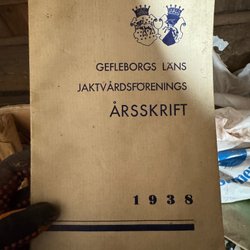 GEFLEBORGS LÄNS
JAKTVÅRDSFÖRENINGS
ÅRSSKRIFT
1938